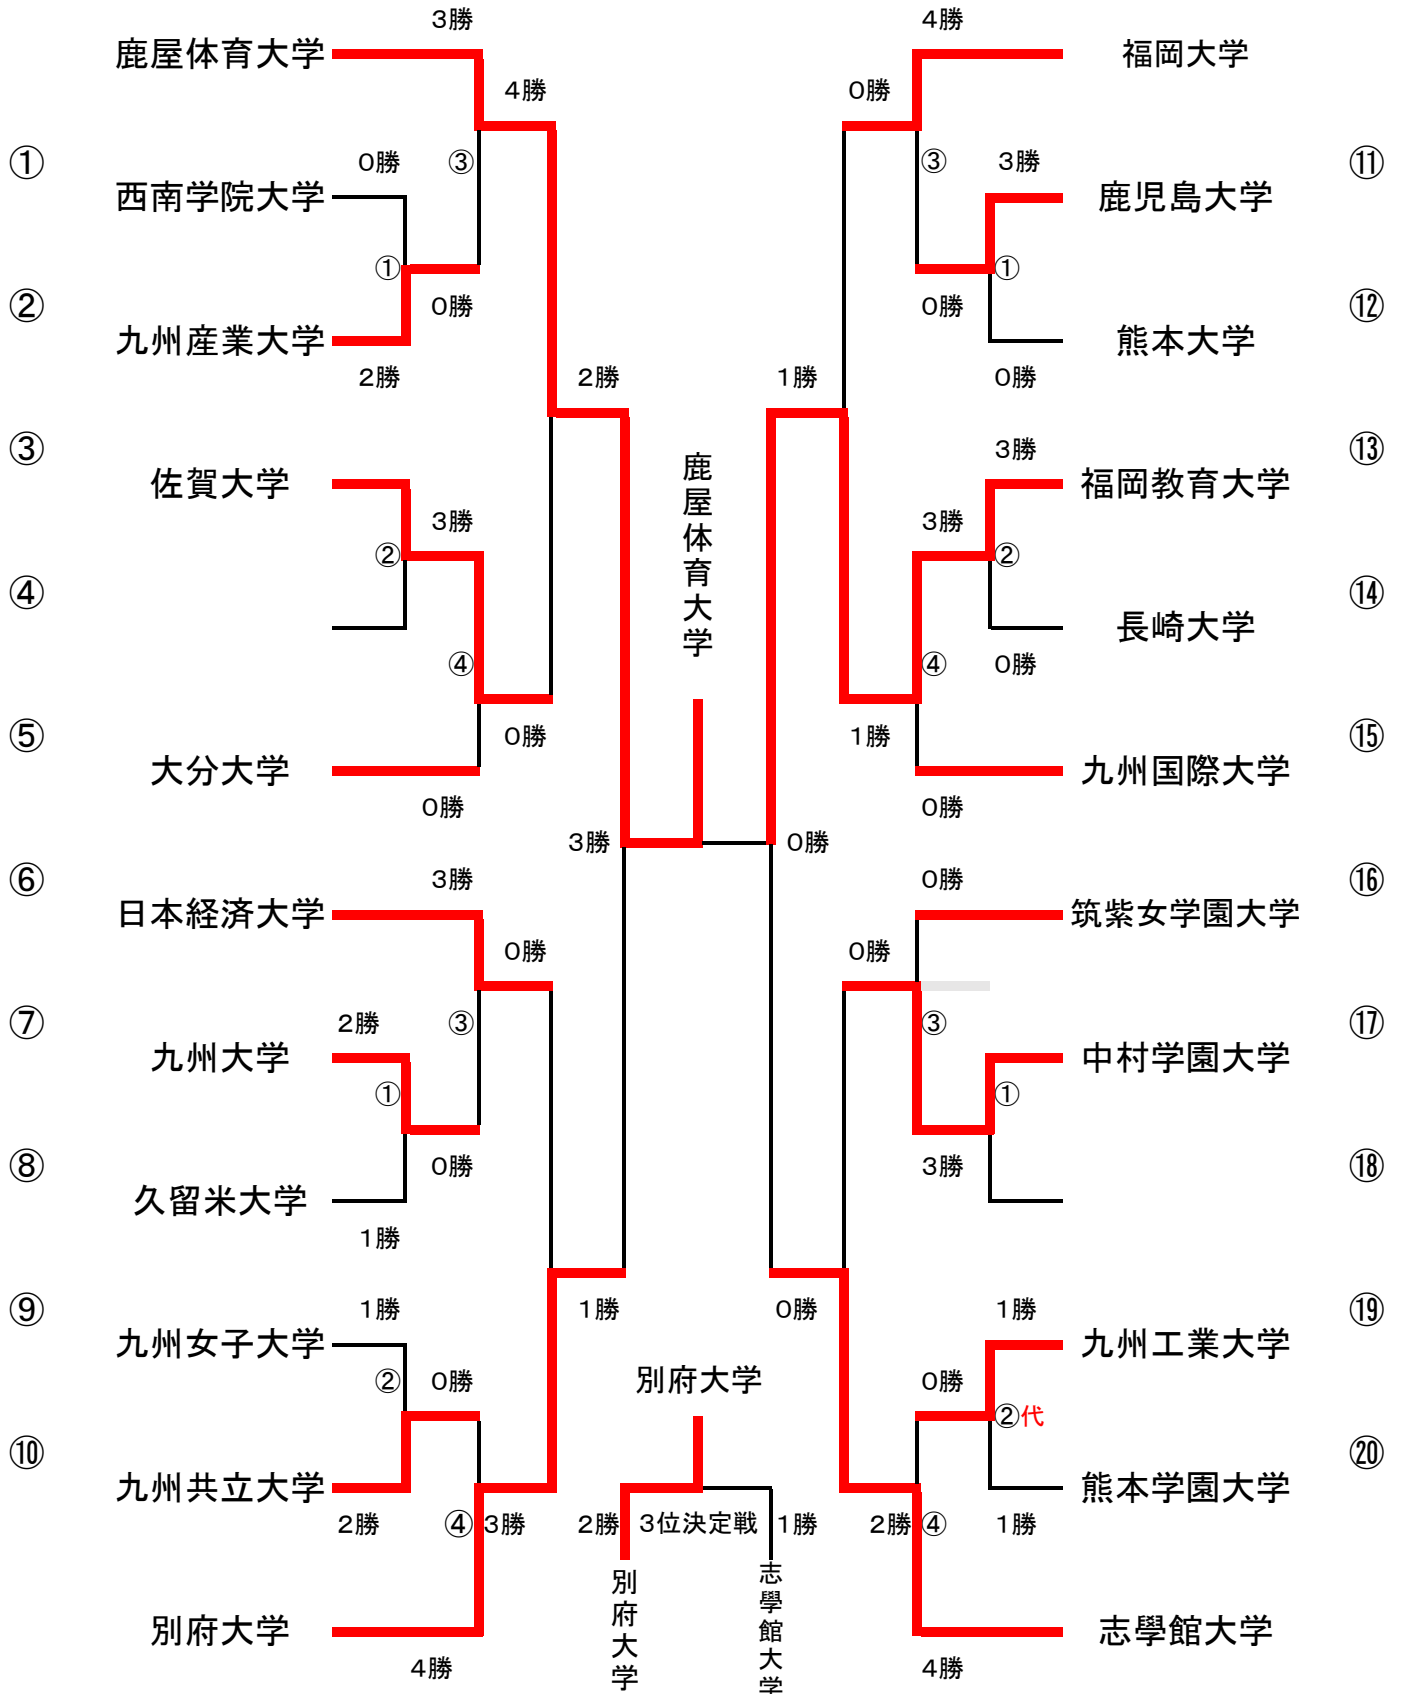 3勝
4勝
鹿屋体育大学
福岡大学
4勝
0勝
①
0勝
③
③
3勝
⑪
西南学院大学
鹿児島大学
①
①
②
0勝
0勝
⑫
九州産業大学
熊本大学
2勝
2勝
1勝
0勝
③
鹿屋体育大学
3勝
⑬
佐賀大学
福岡教育大学
3勝
3勝
②
②
④
⑭
長崎大学
④
④
0勝
⑤
0勝
1勝
⑮
大分大学
九州国際大学
0勝
0勝
3勝
0勝
⑥
3勝
0勝
⑯
日本経済大学
筑紫女学園大学
0勝
0勝
⑦
2勝
③
③
⑰
九州大学
中村学園大学
①
①
⑧
0勝
3勝
⑱
久留米大学
1勝
⑨
1勝
1勝
0勝
1勝
⑲
九州女子大学
九州工業大学
②
0勝
別府大学
0勝
②代
⑩
⑳
九州共立大学
熊本学園大学
2勝
④
3勝
2勝
3位決定戦
1勝
2勝
④
1勝
別府大学
志學館大学
別府大学
志學館大学
4勝
4勝